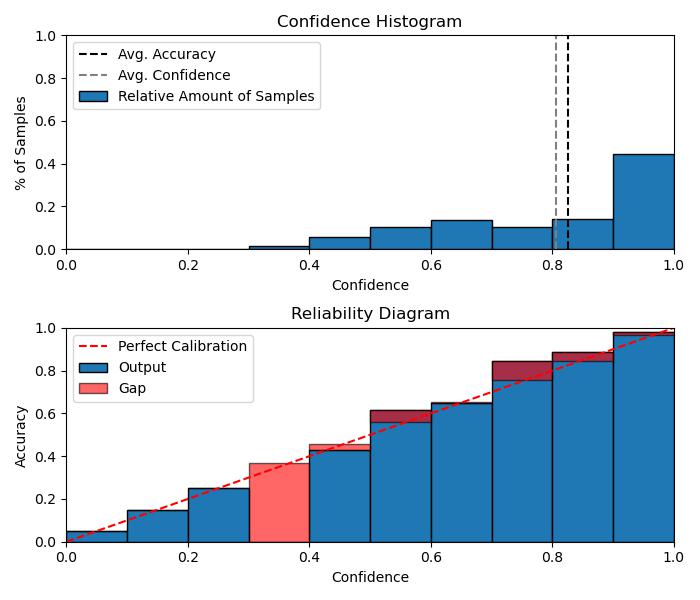 Confidence Histogram
1.0
0.8
0.6
0.4
0.2
0.0
% of Samples
Avg. Accuracy
Avg. Confidence
Relative Amount of Samples
0.0 0.2 0.4 0.6 0.8 1.0
Confidence
Reliability Diagram
1.0
0.8
0.6
0.4
0.2
0.0
Accuracy
Perfect Calibration
Output
Gap
0.0 0.2 0.4 0.6 0.8 1.0
Confidence